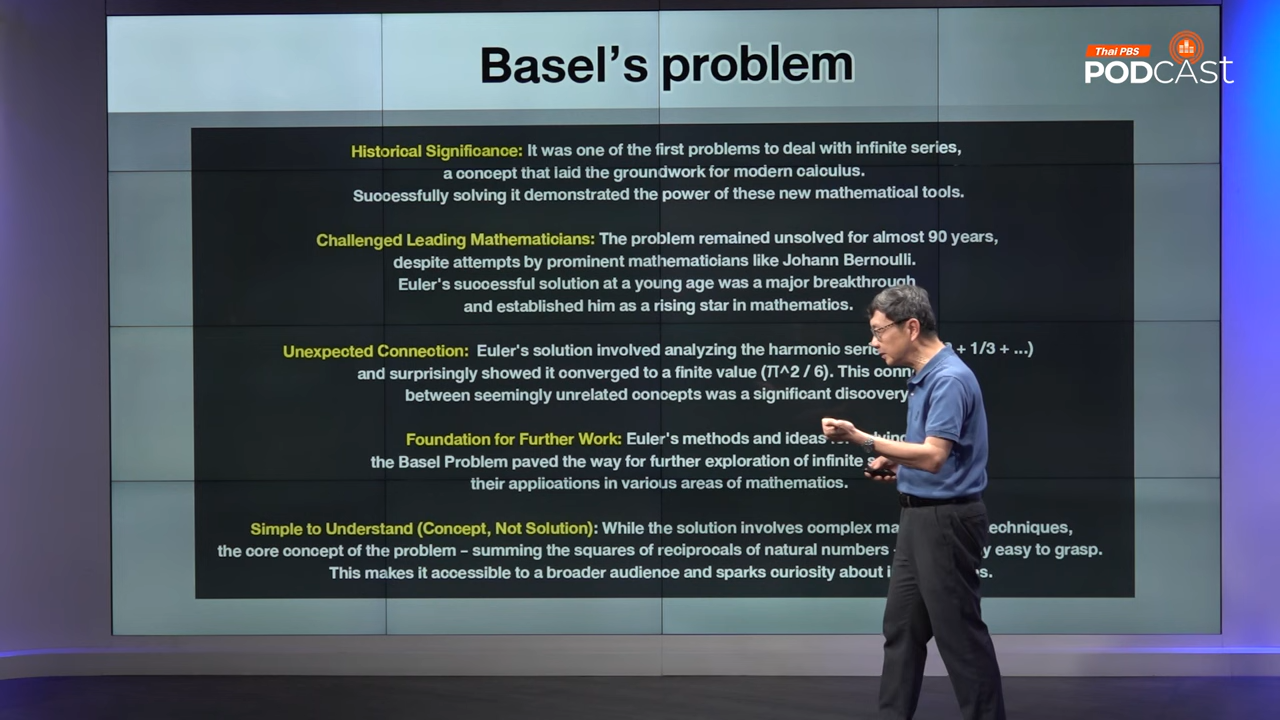 Basel's problem
Thai PBS
PODCASt
Historical Significance: It was one of the first problems to deal with infinite series,
a concept that laid the groundwork for modern calculus.
Successfully solving it demonstrated the power of these new mathematical tools.
Challenged Leading Mathematicians: The problem remained unsolved for almost 90 years,
despite attempts by prominent mathematicians like Johann Bernoulli.
Euler's successful solution at a young age was a major breakthrough
and established him as a rising star in mathematics.
Unexpected Connection: Euler's solution involved analyzing the harmonic + 1/3 + ...)
and surprisingly showed it converged to a finite value (π^2 / 6). This
between seemingly unrelated concepts was a significant discovery
Foundation for Further Work: Euler's methods and ideas
the Basel Problem paved the way for further exploration of infinite
their applications in various areas of mathematics.
Simple to Understand (Concept, Not Solution): While the solution involves complex
the core concept of the problem – summing the squares of reciprocals of natural numbers easy to grasp.
This makes it accessible to a broader audience and sparks curiosity about